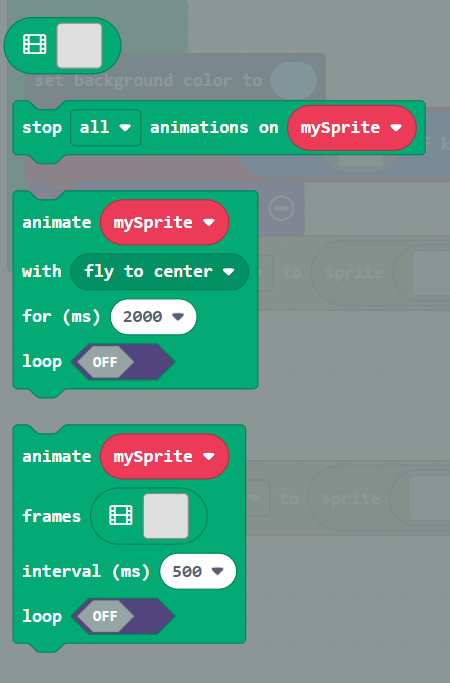 set background color to
stop all animations on mySprite
to sprite
animate mySprite
with fly to center
for (ms) 2000
loop OFF
animate mySprite
to sprite
frames
interval (ms) 500
loop OFF